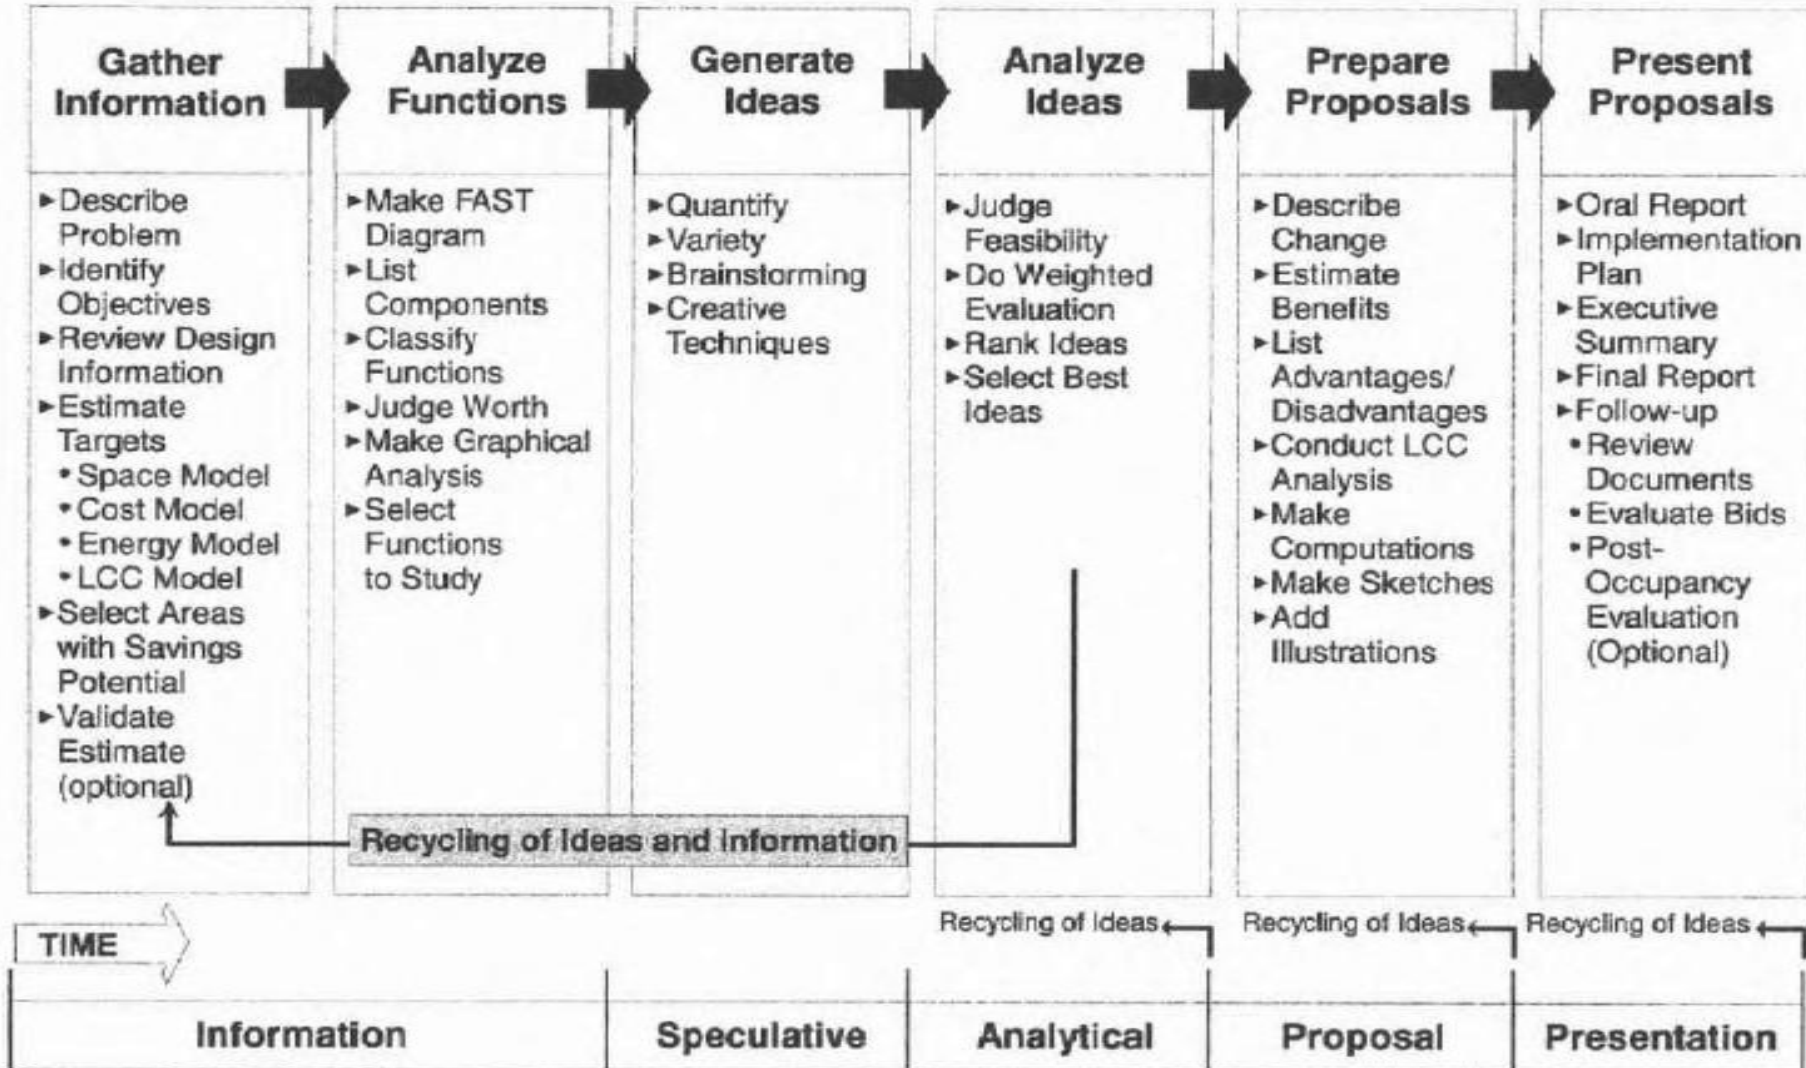 Gather
Information
Analyze
Functions
Generate
Ideas
Analyze
Ideas
Prepare
Proposals
Present
Proposals
▸Describe
Problem
▸Identify
Objectives
▸Review Design
Information
▸Estimate
Targets
• Space Model
• Cost Model
• Energy Model
• LCC Model
▸Select Areas
with Savings
Potential
▸Validate
Estimate
(optional)
▸Make FAST
Diagram
▸List
Components
▸Classify
Functions
▸Judge Worth
▸Make Graphical
Analysis
▸Select
Functions
to Study
▸Quantify
▸Variety
▸Brainstorming
▸Creative
Techniques
▸Judge
Feasibility
▸Do Weighted
Evaluation
▸Rank Ideas
▸Select Best
Ideas
▸Describe
Change
▸Estimate
Benefits
▸List
Advantages/
Disadvantages
▸Conduct LCC
Analysis
▸Make
Computations
▸Make Sketches
▸Add
Illustrations
▸Oral Report
▸Implementation
Plan
▸Executive
Summary
▸Final Report
▸Follow-up
• Review
Documents
• Evaluate Bids
• Post-
Occupancy
Evaluation
(Optional)
Recycling of Ideas and Information
Recycling of Ideas
Recycling of Ideas
Recycling of Ideas
TIME
Information
Speculative
Analytical
Proposal
Presentation